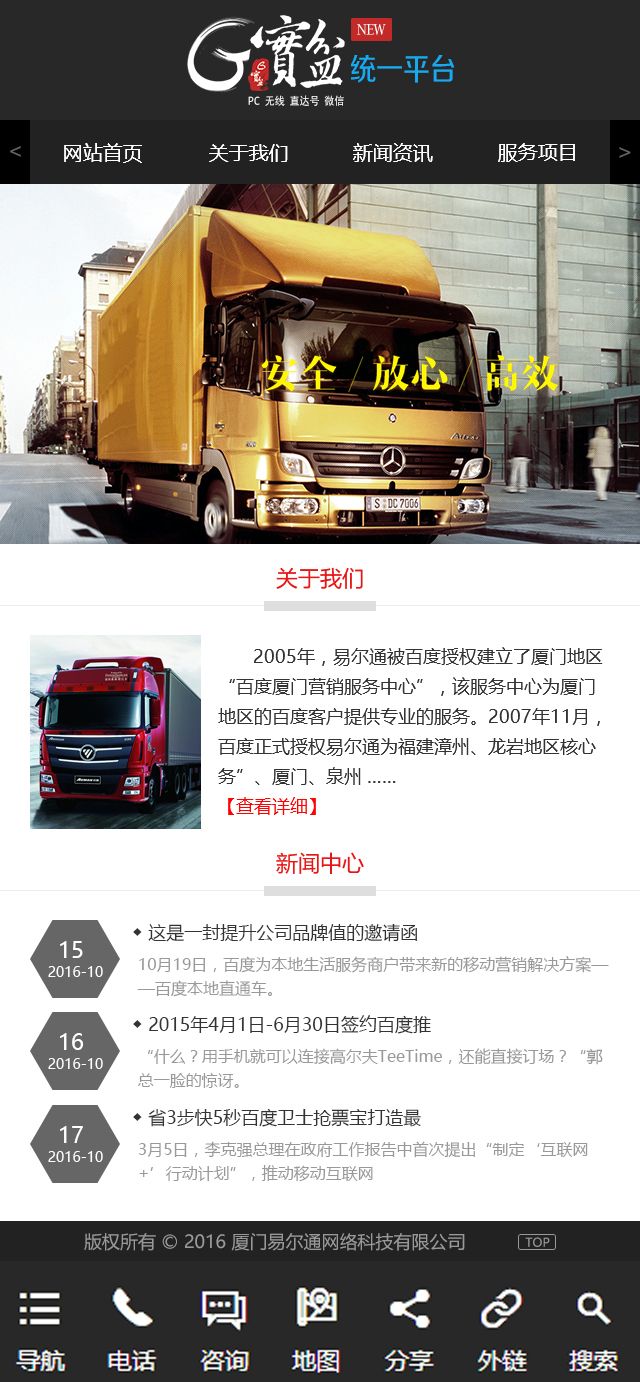 G寶盆
NEW
统一平台
PC 无线 直达号 微信
< 网站首页 关于我们 新闻资讯 服务项目 >
安全 / 放心 / 高效
S DC 7006
关于我们
2005年，易尔通被百度授权建立了厦门地区
“百度厦门营销服务中心”，该服务中心为厦门
地区的百度客户提供专业的服务。2007年11月，
百度正式授权易尔通为福建漳州、龙岩地区核心
务”、厦门、泉州 ……
【查看详细】
新闻中心
15
2016-10
◆ 这是一封提升公司品牌值的邀请函
10月19日，百度为本地生活服务商户带来新的移动营销解决方案—
—百度本地直通车。
16
2016-10
◆ 2015年4月1日-6月30日签约百度推
“什么？用手机就可以连接高尔夫TeeTime，还能直接订场？“郭
总一脸的惊讶。
17
2016-10
◆ 省3步快5秒百度卫士抢票宝打造最
3月5日，李克强总理在政府工作报告中首次提出“制定‘互联网
+’行动计划”，推动移动互联网
版权所有 © 2016 厦门易尔通网络科技有限公司 TOP
导航 电话 咨询 地图 分享 外链 搜索